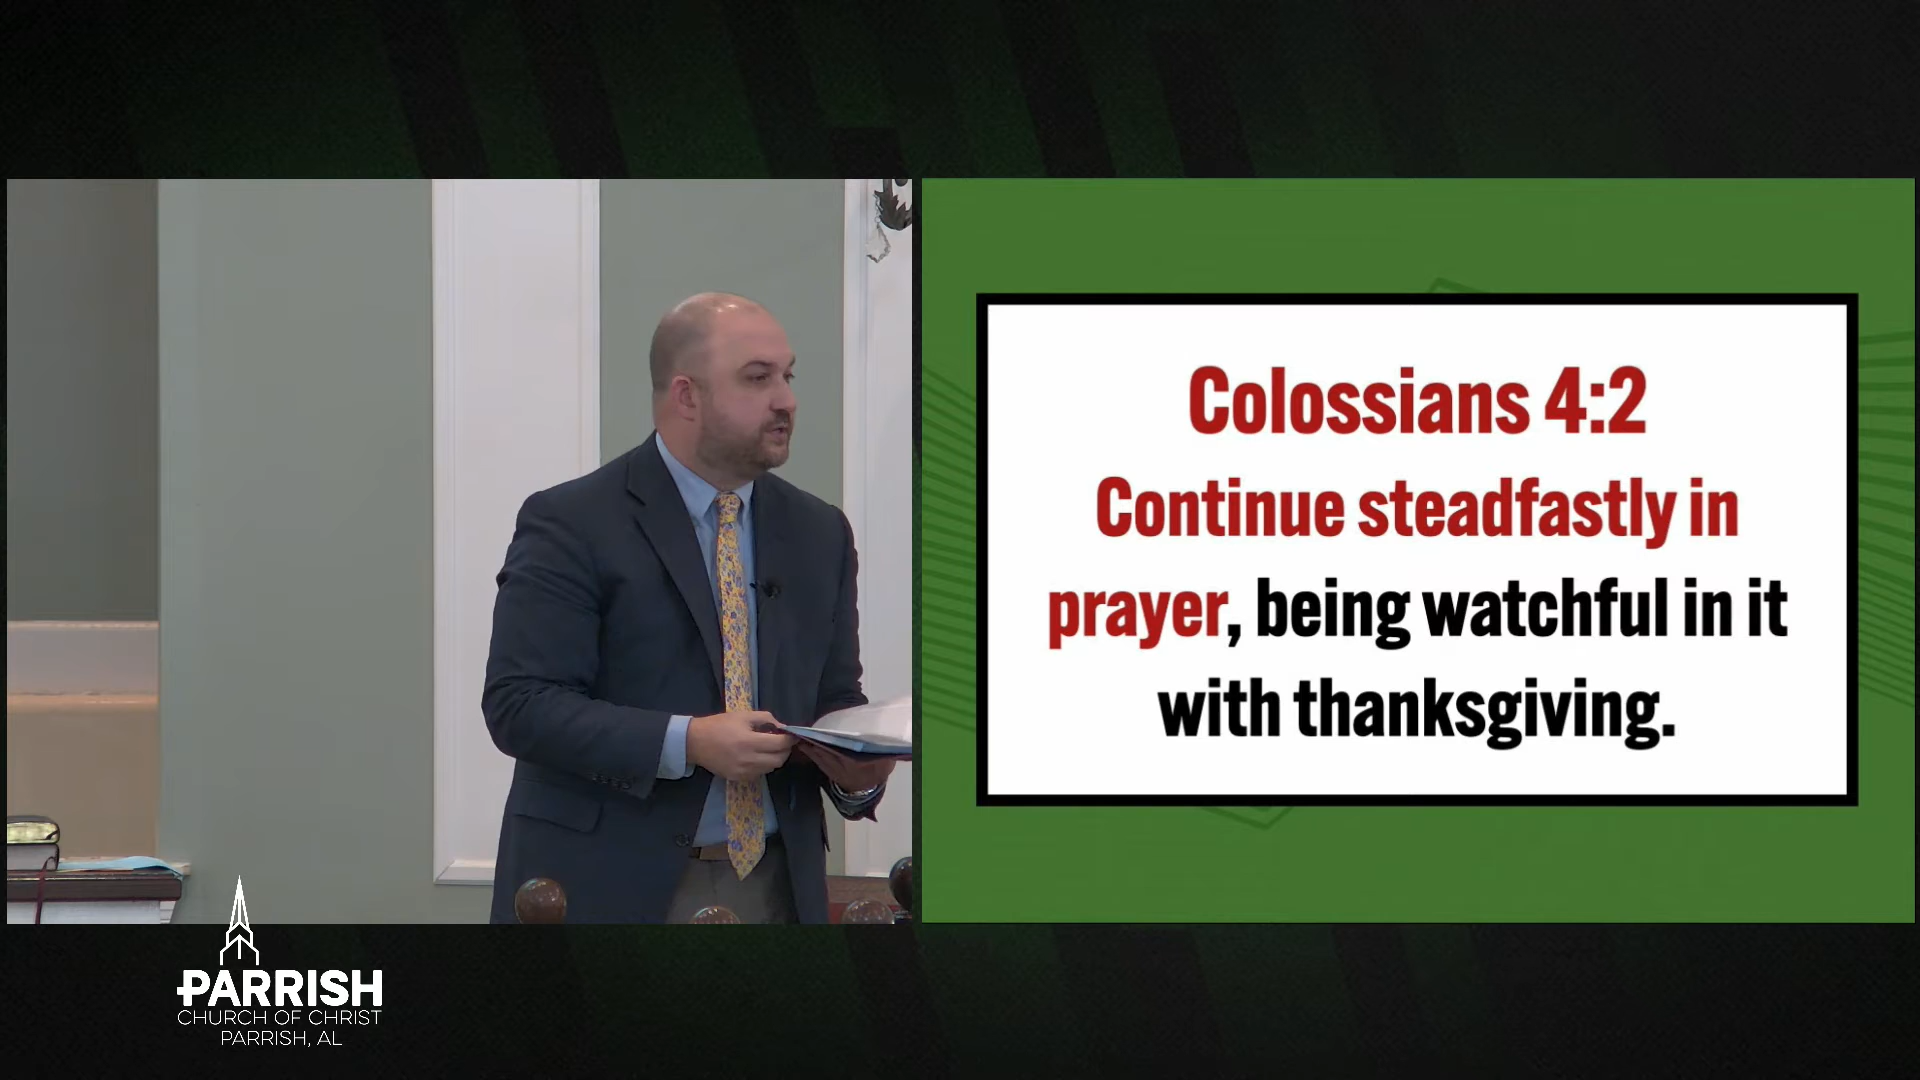 Colossians 4:2
Continue steadfastly in
prayer, being watchful in it
with thanksgiving.
PARRISH
CHURCH OF CHRIST
PARRISH, AL